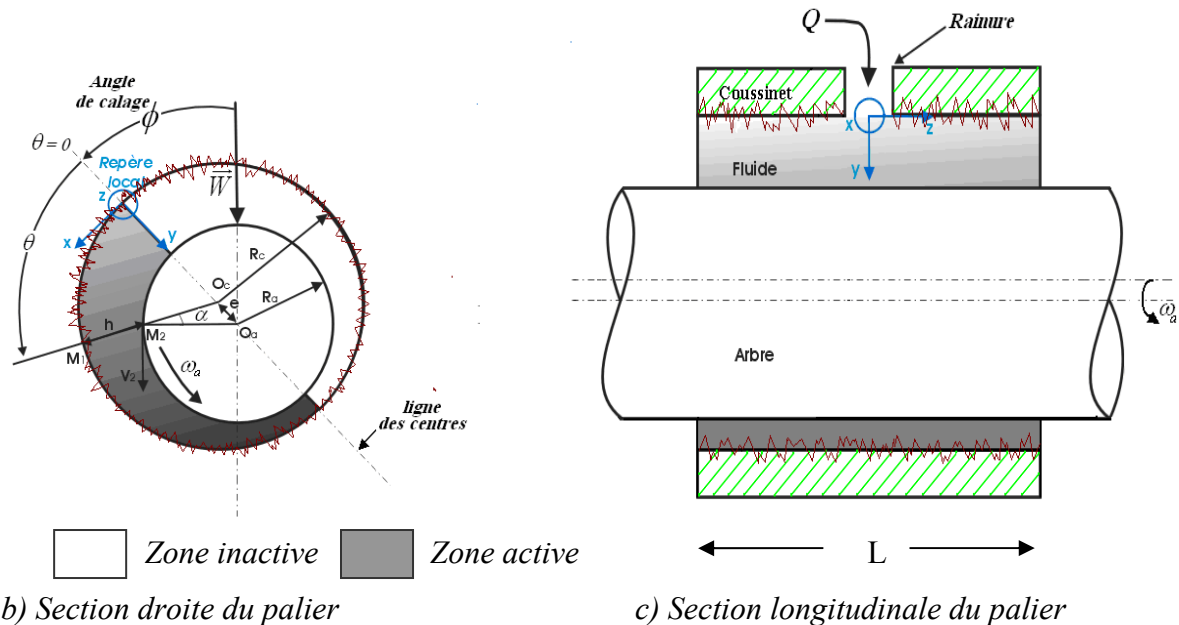 Angle
de calage
ϕ
θ = 0
Repère
local
z
x
y
θ
W
Rc
Oc
Ra
e
h
α
M1
M2
Oa
V2
ωa
ligne
des centres
Zone inactive
Zone active
b) Section droite du palier
Q
Rainure
Coussinet
x
z
Fluide
y
ωa
Arbre
L
c) Section longitudinale du palier